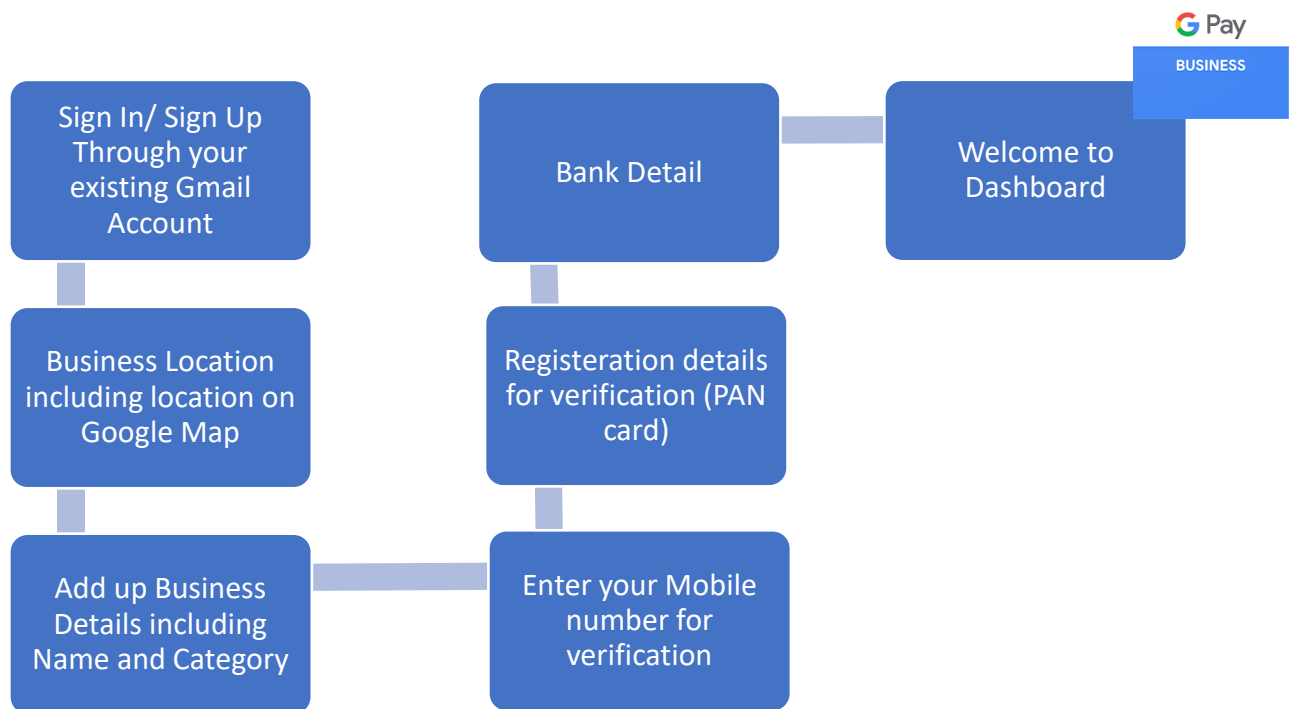 G Pay
BUSINESS
Sign In/ Sign Up
Through your
existing Gmail
Account
Business Location
including location on
Google Map
Add up Business
Details including
Name and Category
Enter your Mobile
number for
verification
Registeration details
for verification (PAN
card)
Bank Detail
Welcome to
Dashboard